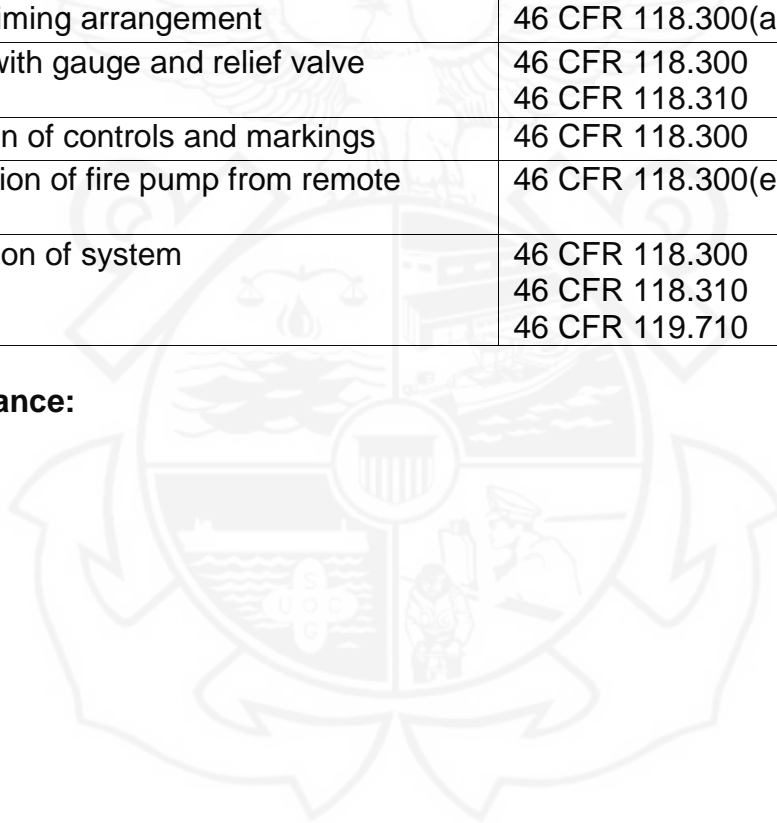 iming arrangement 46 CFR 118.300(a
with gauge and relief valve 46 CFR 118.300
46 CFR 118.310
n of controls and markings 46 CFR 118.300
ion of fire pump from remote 46 CFR 118.300(e
ion of system 46 CFR 118.300
46 CFR 118.310
46 CFR 119.710
ance:
S
U O C
G